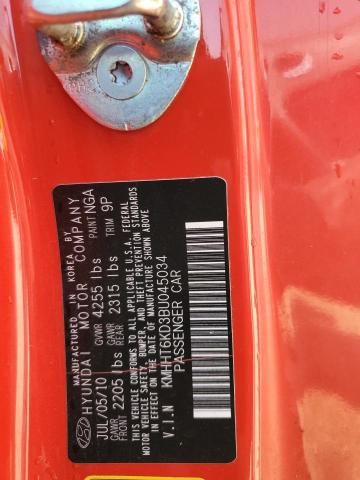 MANUFACTURED IN KOREA BY
HYUNDAI MOTOR COMPANY
JUL/05/10 GVWR 4255 lbs PAINT NGA
GAWR FRONT 2205 lbs GAWR REAR 2315 lbs TRIM 9P
THIS VEHICLE CONFORMS TO ALL APPLICABLE U.S.A. FEDERAL
MOTOR VEHICLE SAFETY, BUMPER, AND THEFT PREVENTION STANDARDS
IN EFFECT ON THE DATE OF MANUFACTURE SHOWN ABOVE
V.I.N KMHHT6KD3BU045034
PASSENGER CAR